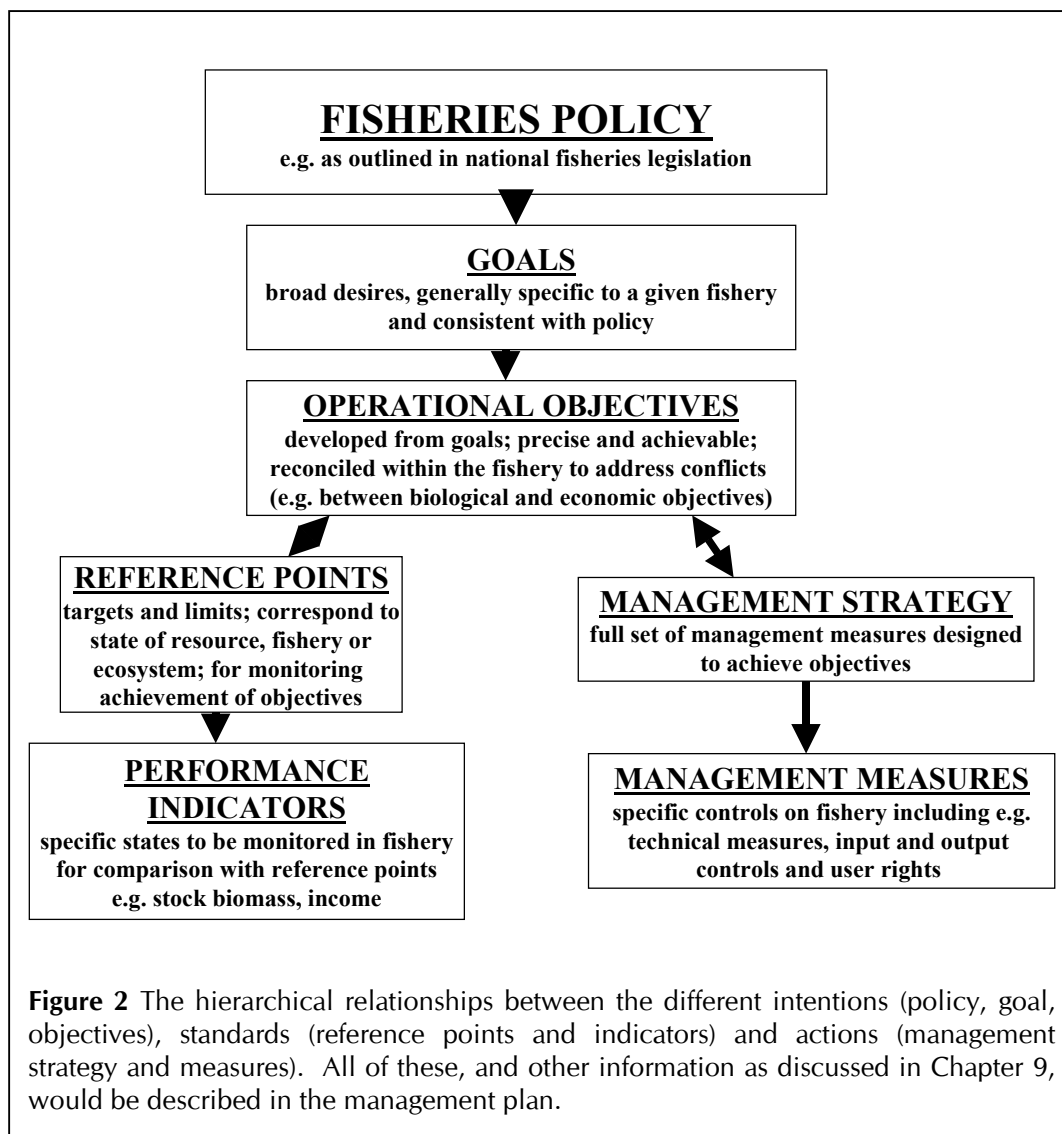 FISHERIES POLICY
e.g. as outlined in national fisheries legislation
GOALS
broad desires, generally specific to a given fishery
and consistent with policy
OPERATIONAL OBJECTIVES
developed from goals; precise and achievable;
reconciled within the fishery to address conflicts
(e.g. between biological and economic objectives)
REFERENCE POINTS
targets and limits; correspond to
state of resource, fishery or
ecosystem; for monitoring
achievement of objectives
MANAGEMENT STRATEGY
full set of management measures designed
to achieve objectives
PERFORMANCE
INDICATORS
specific states to be monitored in fishery
for comparison with reference points
e.g. stock biomass, income
MANAGEMENT MEASURES
specific controls on fishery including e.g.
technical measures, input and output
controls and user rights
Figure 2 The hierarchical relationships between the different intentions (policy, goal,
objectives), standards (reference points and indicators) and actions (management
strategy and measures). All of these, and other information as discussed in Chapter 9,
would be described in the management plan.